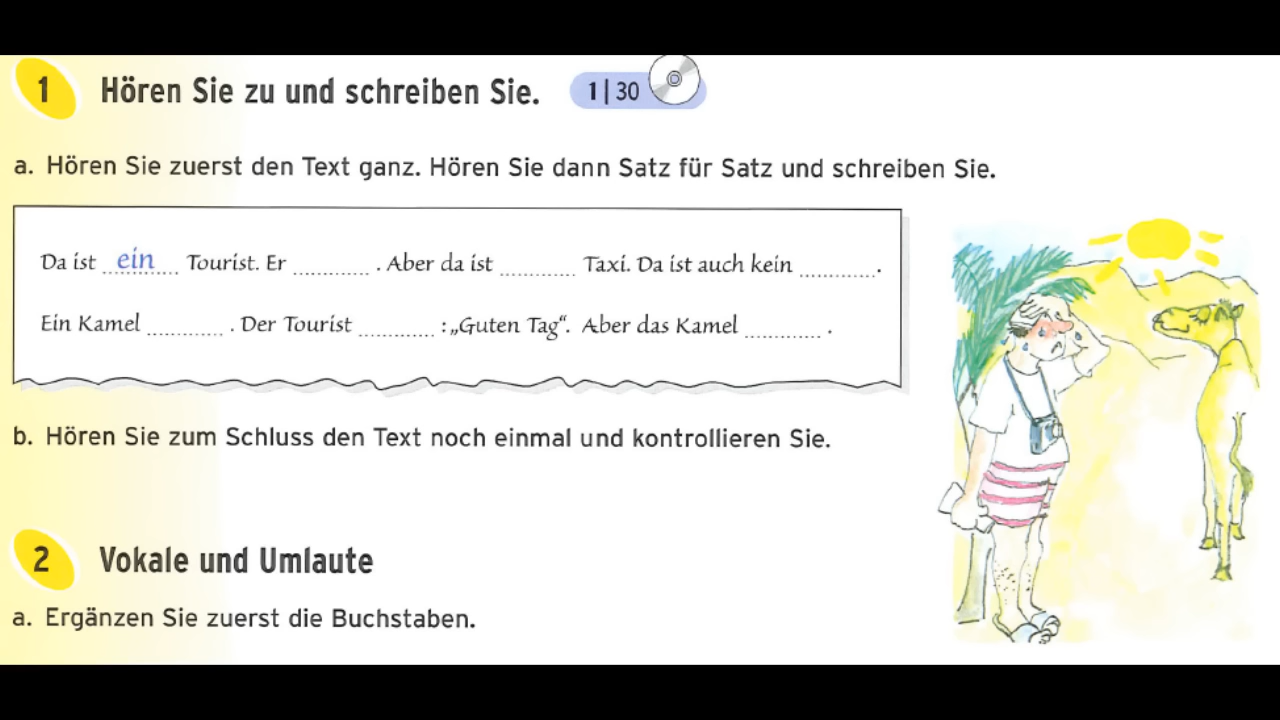 1 Hören Sie zu und schreiben Sie. 1|30
a. Hören Sie zuerst den Text ganz. Hören Sie dann Satz für Satz und schreiben Sie.
Da ist ein Tourist. Er ............ . Aber da ist ............ Taxi. Da ist auch kein ............ .
Ein Kamel ............ . Der Tourist ............ : „Guten Tag“. Aber das Kamel ............ .
b. Hören Sie zum Schluss den Text noch einmal und kontrollieren Sie.
2 Vokale und Umlaute
a. Ergänzen Sie zuerst die Buchstaben.